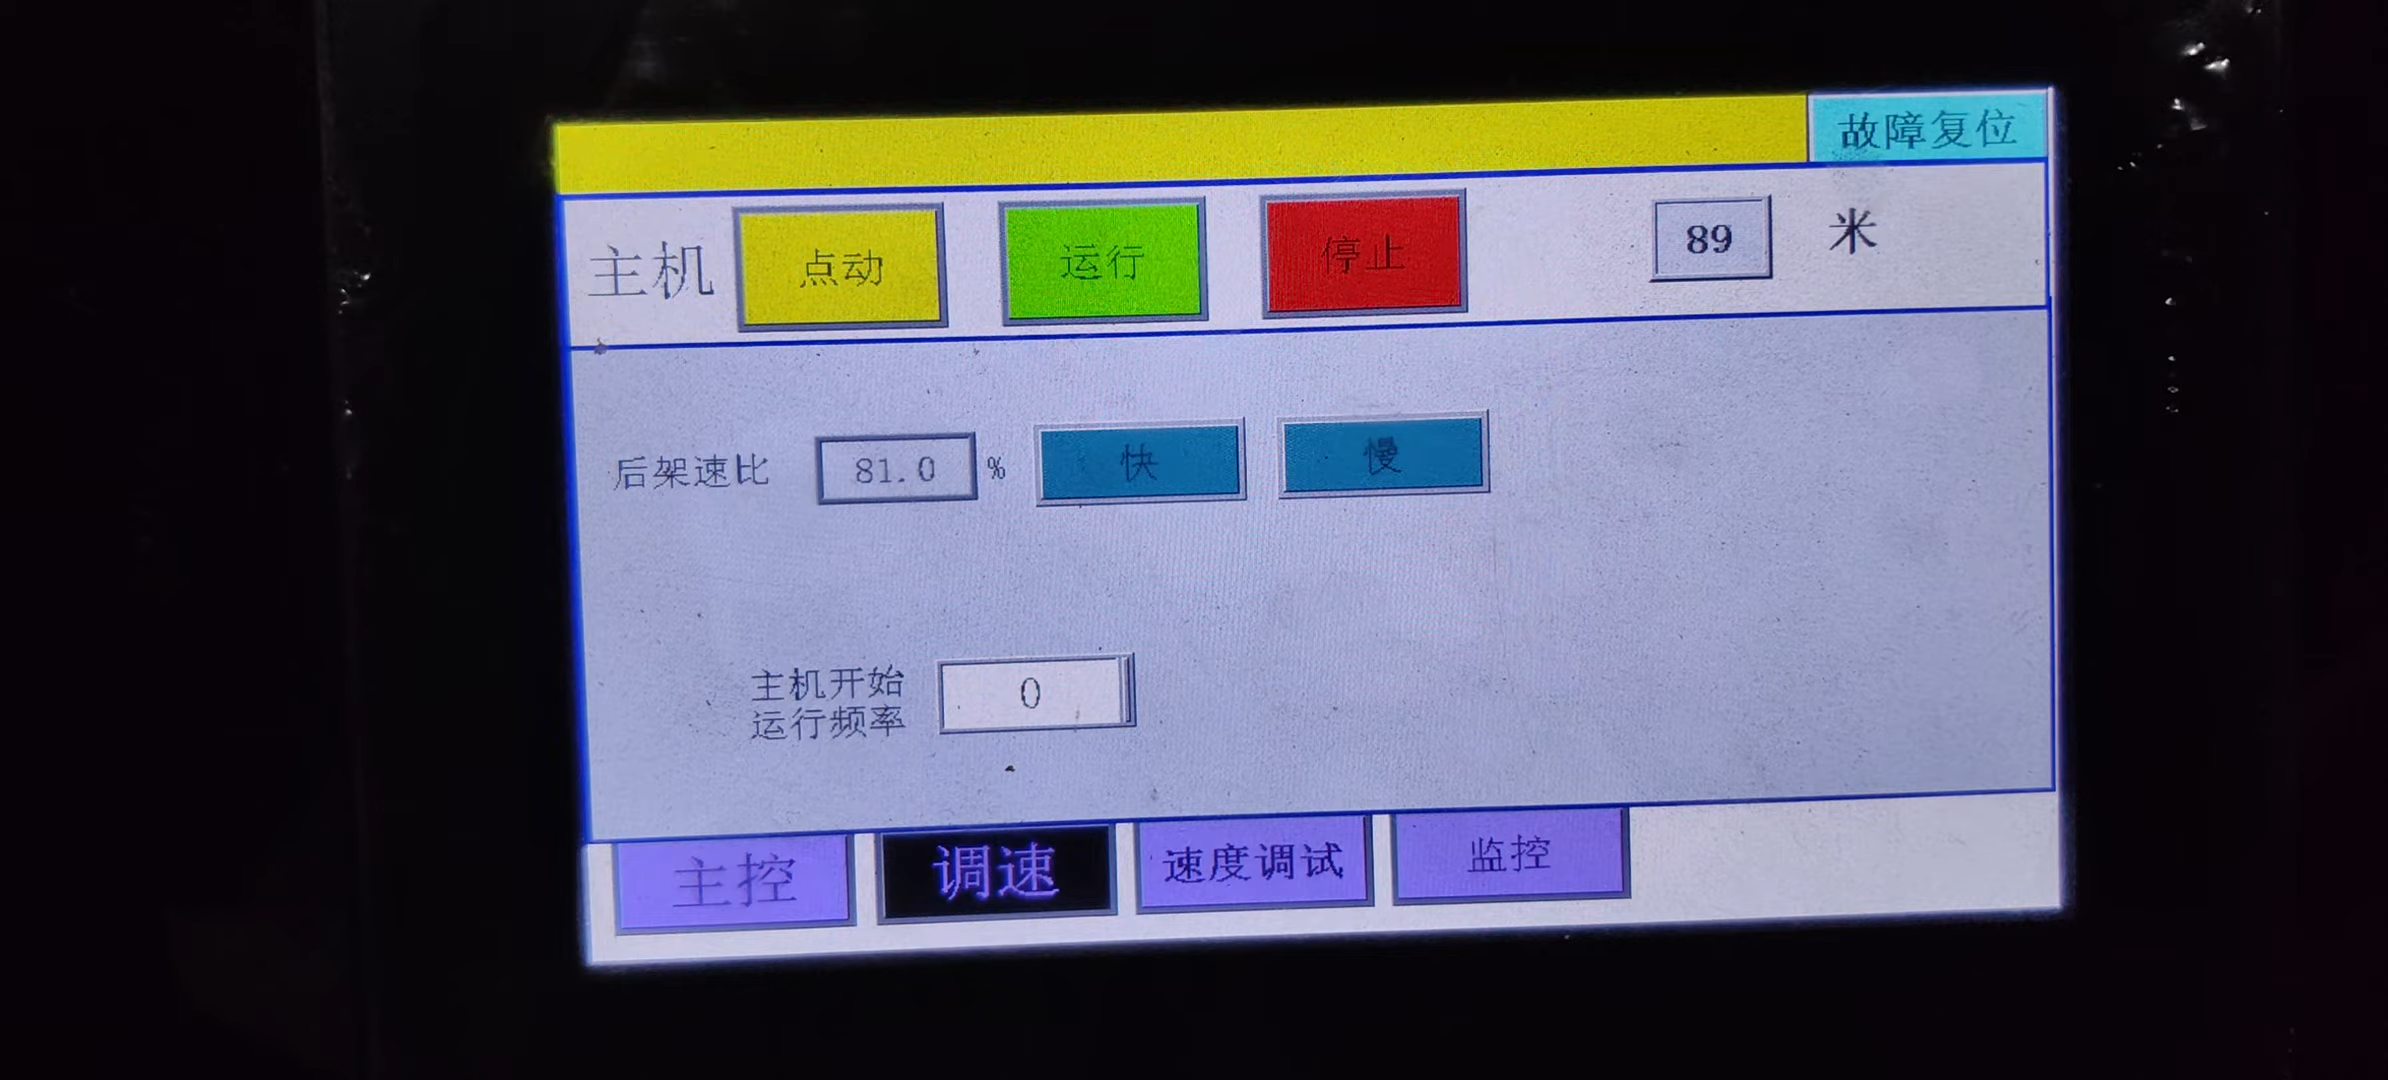 故障复位
主机 点动 运行 停止 89 米
后架速比 81.0 % 快 慢
主机开始
运行频率 0
主控 调速 速度调试 监控